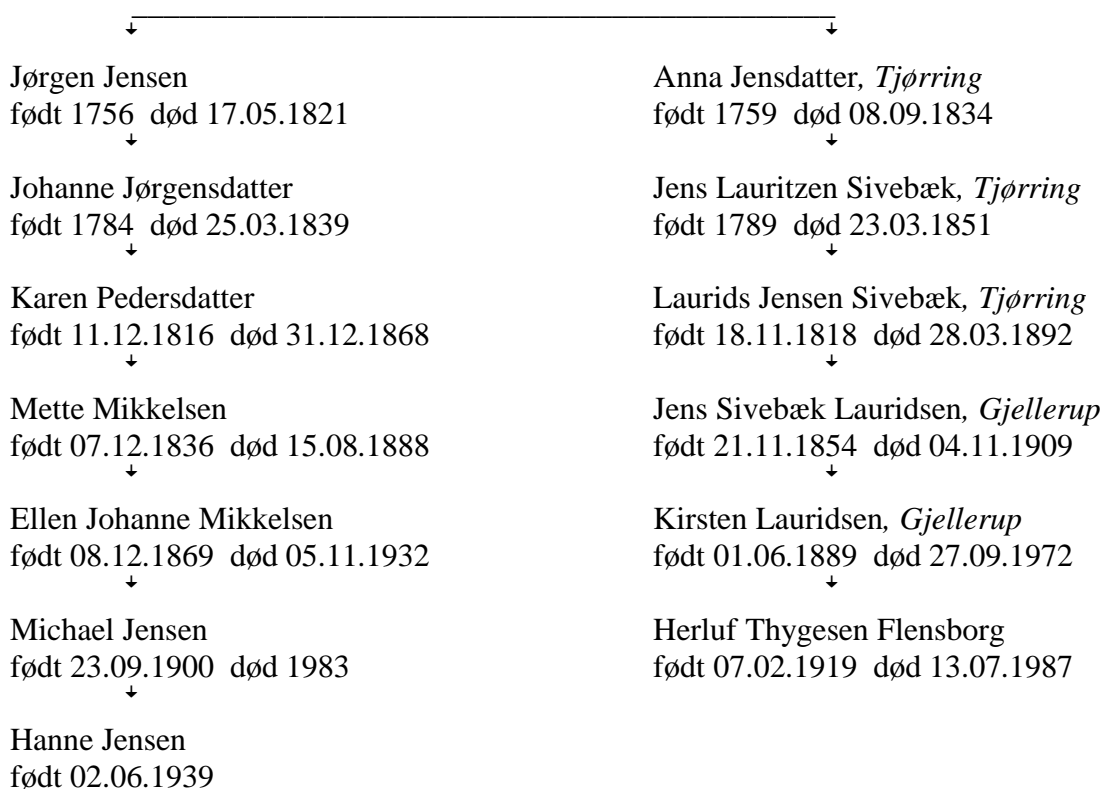 Jørgen Jensen
født 1756 død 17.05.1821
Johanne Jørgensdatter
født 1784 død 25.03.1839
Karen Pedersdatter
født 11.12.1816 død 31.12.1868
Mette Mikkelsen
født 07.12.1836 død 15.08.1888
Ellen Johanne Mikkelsen
født 08.12.1869 død 05.11.1932
Michael Jensen
født 23.09.1900 død 1983
Hanne Jensen
født 02.06.1939
Anna Jensdatter, Tjørring
født 1759 død 08.09.1834
Jens Lauritzen Sivebæk, Tjørring
født 1789 død 23.03.1851
Laurids Jensen Sivebæk, Tjørring
født 18.11.1818 død 28.03.1892
Jens Sivebæk Lauridsen, Gjellerup
født 21.11.1854 død 04.11.1909
Kirsten Lauridsen, Gjellerup
født 01.06.1889 død 27.09.1972
Herluf Thygesen Flensborg
født 07.02.1919 død 13.07.1987